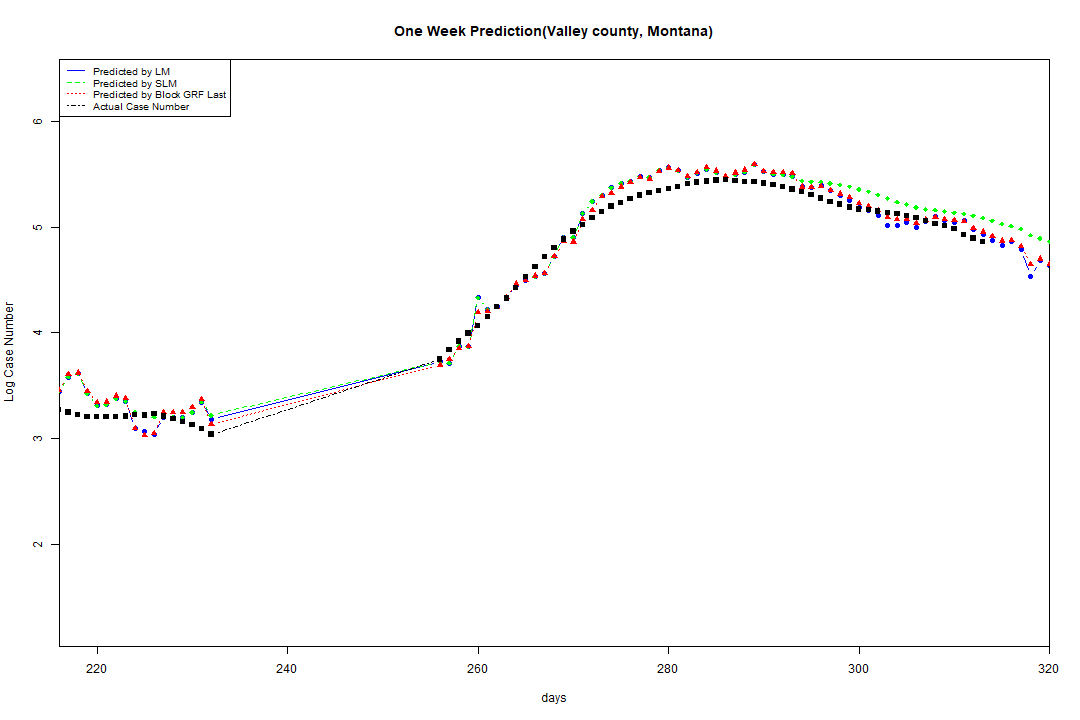 One Week Prediction(Valley county, Montana)
Predicted by LM
Predicted by SLM
Predicted by Block GRF Last
Actual Case Number
Log Case Number
6
5
4
3
2
220 240 260 280 300 320
days